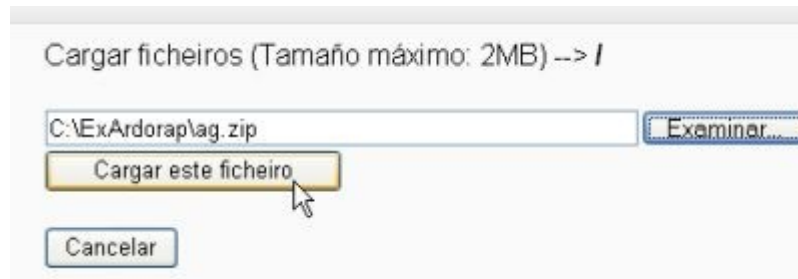 Cargar ficheiros (Tamaño máximo: 2MB) --> /
C:\ExArdorap\ag.zip Examinar...
Cargar este ficheiro
Cancelar